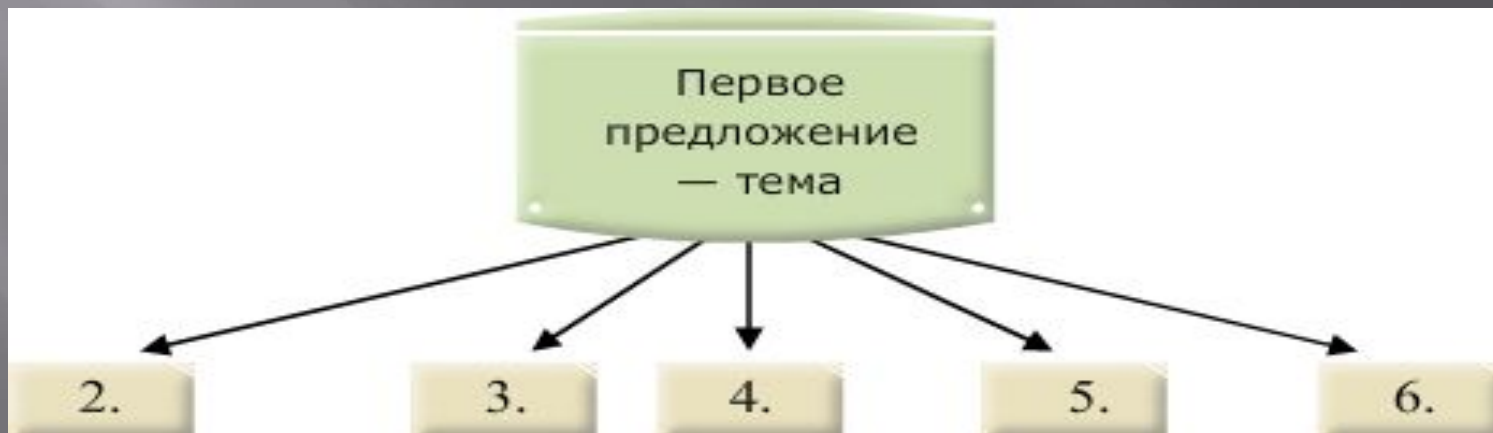 Первое
предложение
— тема
2. 3. 4. 5. 6.